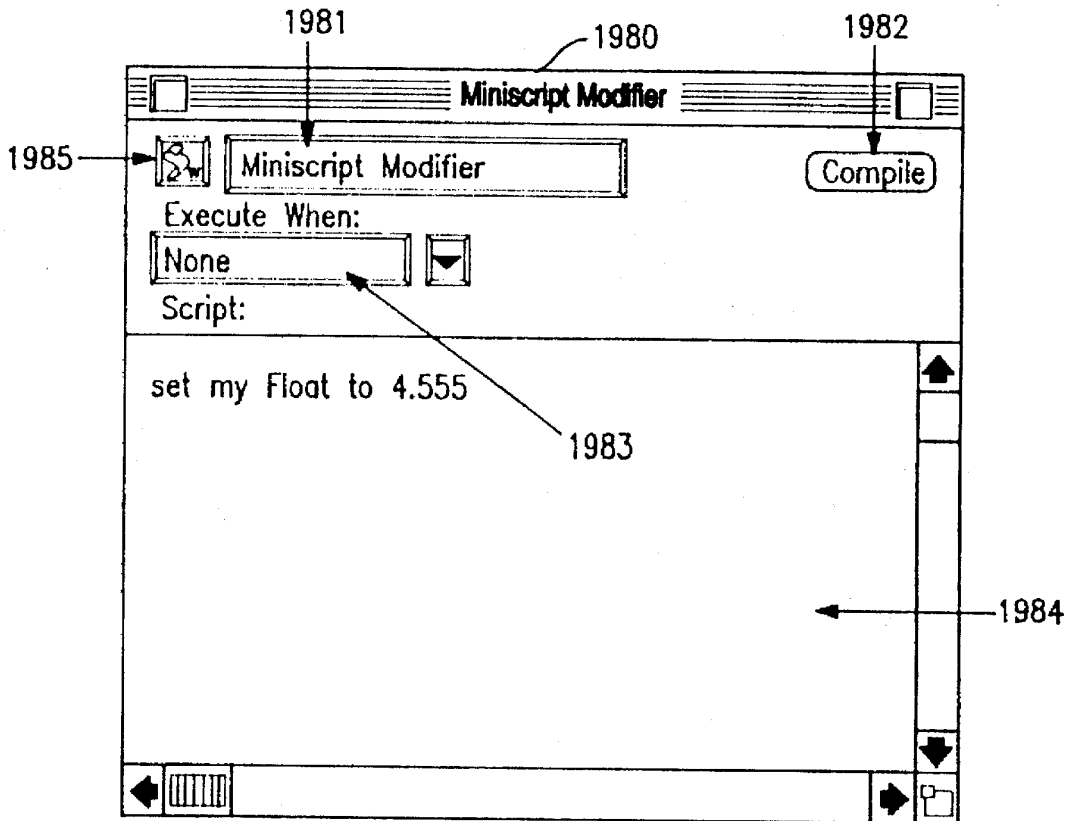 1981
1980
1982
Miniscript Modifier
1985
Miniscript Modifier
Compile
Execute When:
None
Script:
set my Float to 4.555
1983
1984